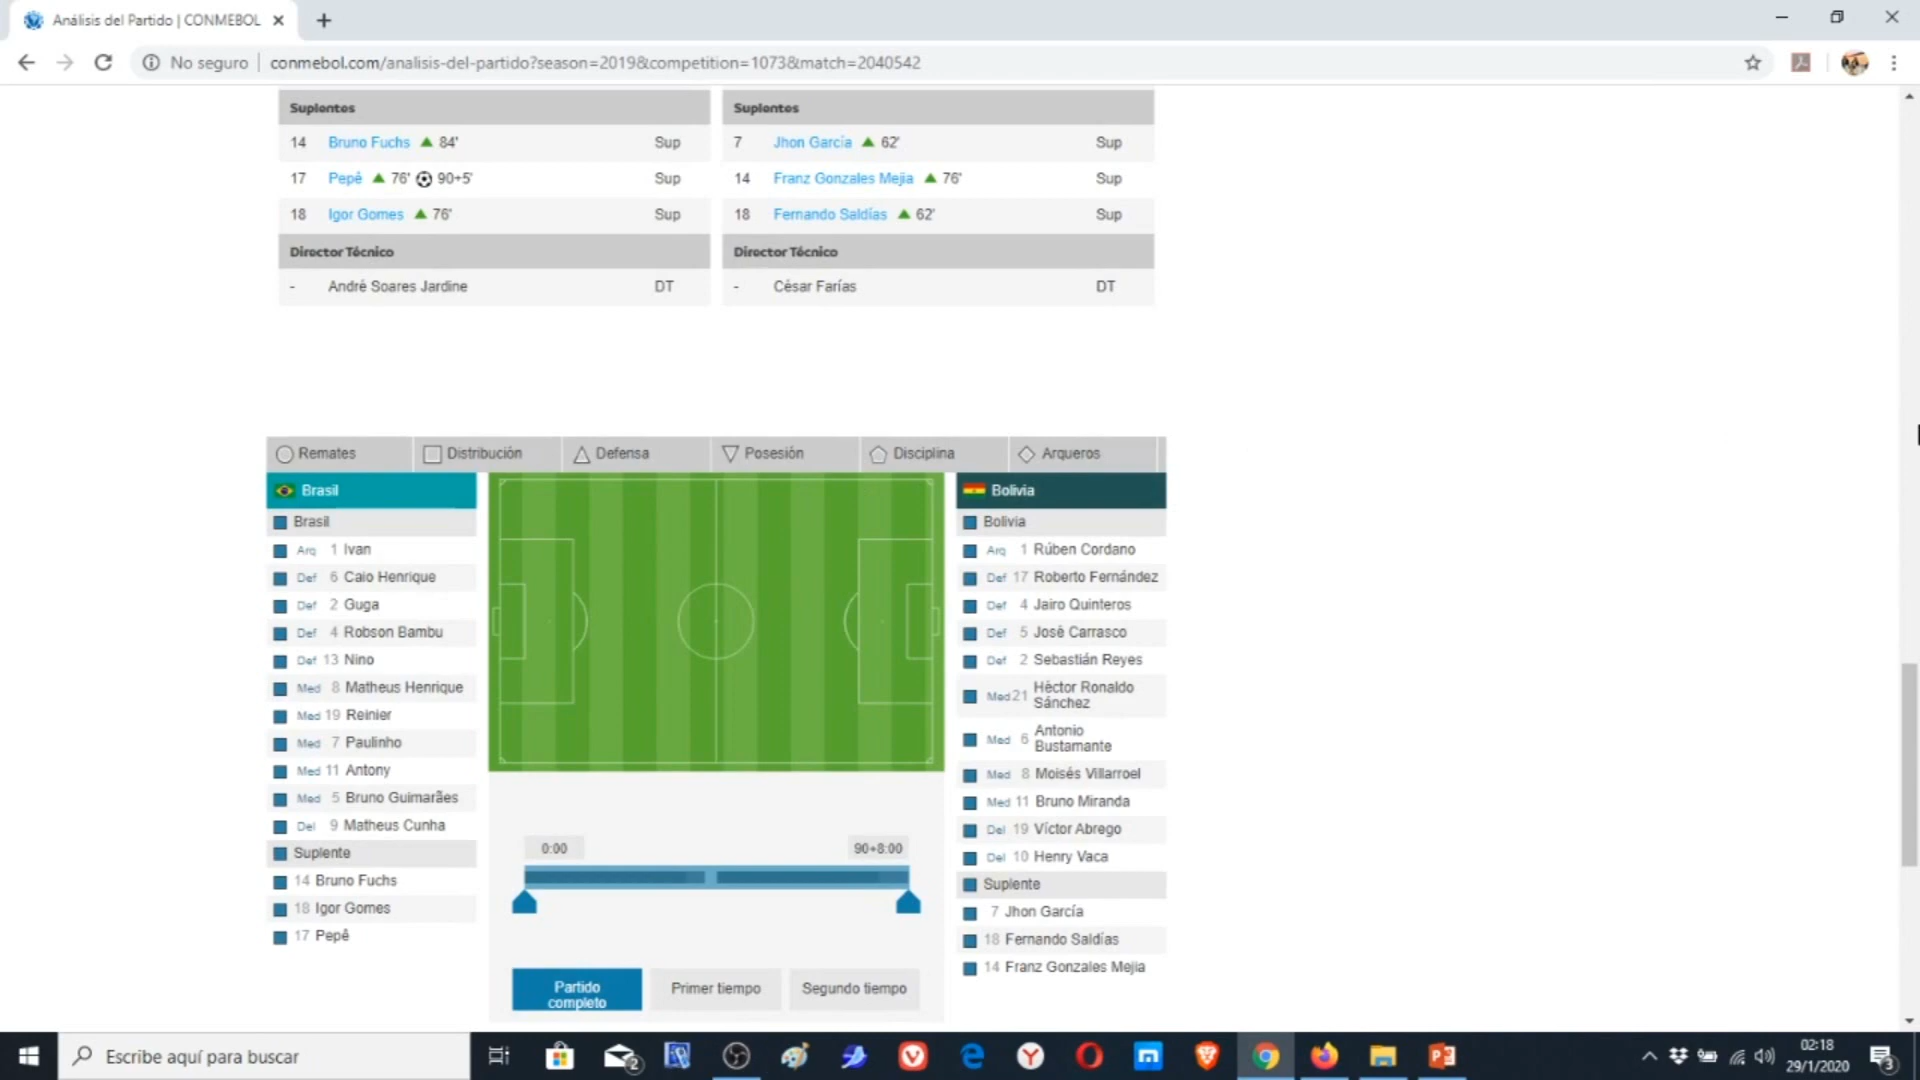 Análisis del Partido | CONMEBOL
No seguro
conmebol.com/analisis-del-partido?season=2019&competition=1073&match=2040542
Suplentes
14 Bruno Fuchs 84' Sup
17 Pepê 76' 90+5' Sup
18 Igor Gomes 76' Sup
Director Técnico
- André Soares Jardine DT
Suplentes
7 Jhon García 62' Sup
14 Franz Gonzales Mejia 76' Sup
18 Fernando Saldías 62' Sup
Director Técnico
- César Farías DT
Remates Distribución Defensa Posesión Disciplina Arqueros
Brasil
Brasil
Arq 1 Ivan
Def 6 Caio Henrique
Def 2 Guga
Def 4 Robson Bambu
Def 13 Nino
Med 8 Matheus Henrique
Med 19 Reinier
Med 7 Paulinho
Med 11 Antony
Med 5 Bruno Guimarães
Del 9 Matheus Cunha
Suplente
14 Bruno Fuchs
18 Igor Gomes
17 Pepê
0:00 90+8:00
Partido
completo
Primer tiempo
Segundo tiempo
Bolivia
Bolivia
Arq 1 Rúben Cordano
Def 17 Roberto Fernández
Def 4 Jairo Quinteros
Def 5 José Carrasco
Def 2 Sebastián Reyes
Med 21 Héctor Ronaldo
Sánchez
Med 6 Antonio
Bustamante
Med 8 Moisés Villarroel
Med 11 Bruno Miranda
Del 19 Víctor Abrego
Del 10 Henry Vaca
Suplente
7 Jhon García
18 Fernando Saldías
14 Franz Gonzales Mejia
Escribe aquí para buscar
2
02:18
29/1/2020
3